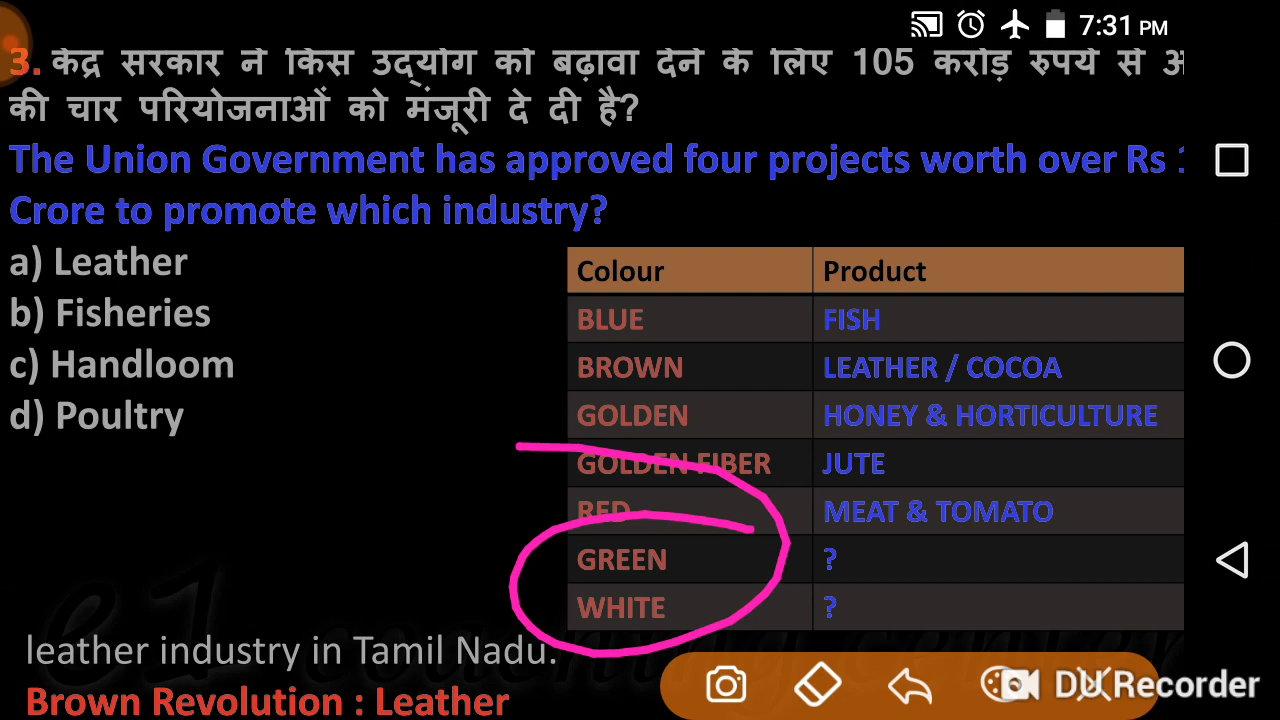 7:31 PM
3. केंद्र सरकार ने किस उद्योग को बढ़ावा देने के लिए 105 करोड़ रुपये से
की चार परियोजनाओं को मंजूरी दे दी है?
The Union Government has approved four projects worth over Rs
Crore to promote which industry?
a) Leather
b) Fisheries
c) Handloom
d) Poultry
Colour Product
BLUE FISH
BROWN LEATHER / COCOA
GOLDEN HONEY & HORTICULTURE
GOLDEN FIBER JUTE
RED MEAT & TOMATO
GREEN ?
WHITE ?
leather industry in Tamil Nadu.
Brown Revolution : Leather
DU Recorder